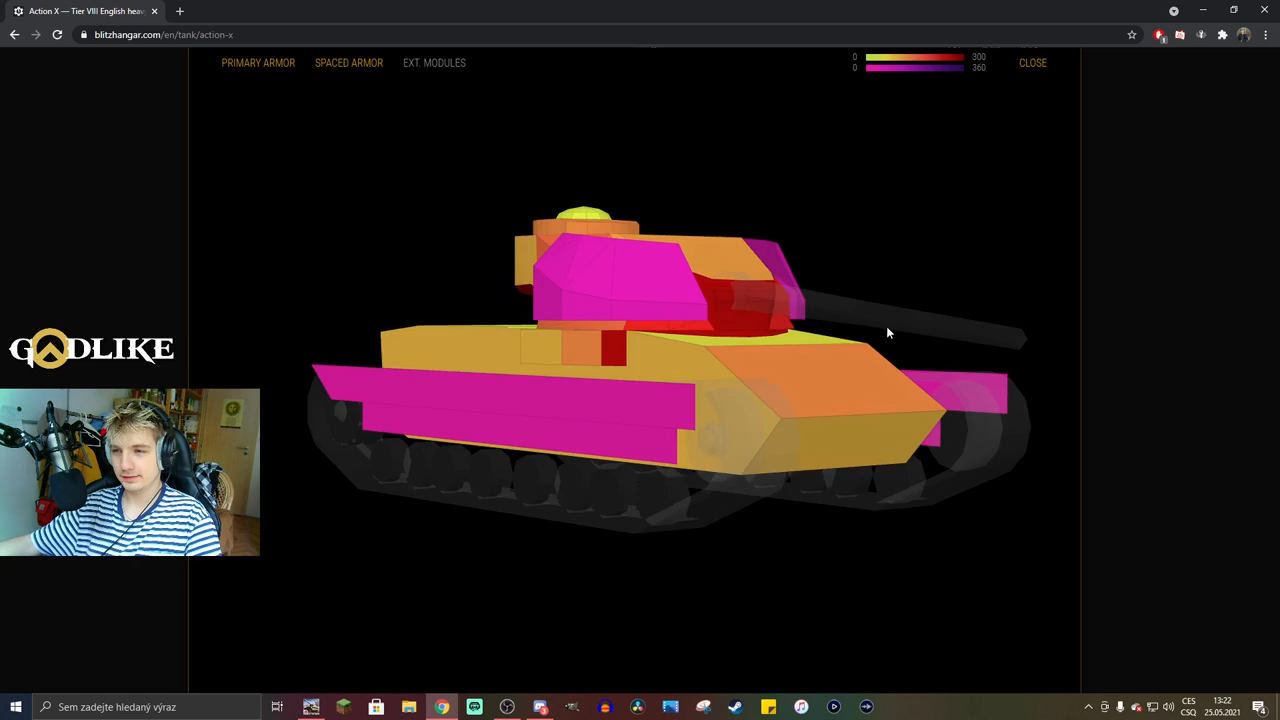 Action X — Tier VIII English heav
blitzhangar.com/en/tank/action-x
PRIMARY ARMOR
SPACED ARMOR
EXT. MODULES
0 300
0 360
CLOSE
GODLIKE
Sem zadejte hledaný výraz
CES 13:22
CSQ 25.05.2021